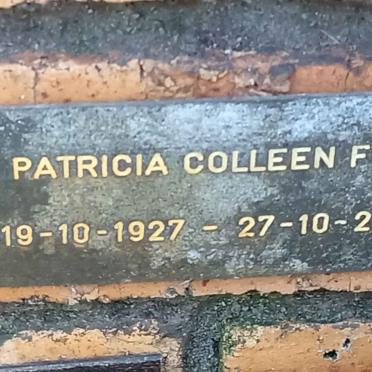 PATRICIA COLLEEN F
19-10-1927 - 27-10-2